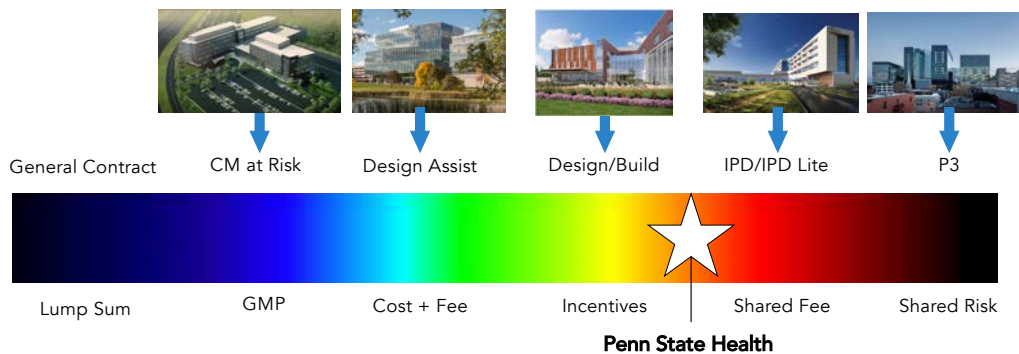 General Contract
CM at Risk
Design Assist
Design/Build
IPD/IPD Lite
P3
Lump Sum
GMP
Cost + Fee
Incentives
Shared Fee
Shared Risk
Penn State Health